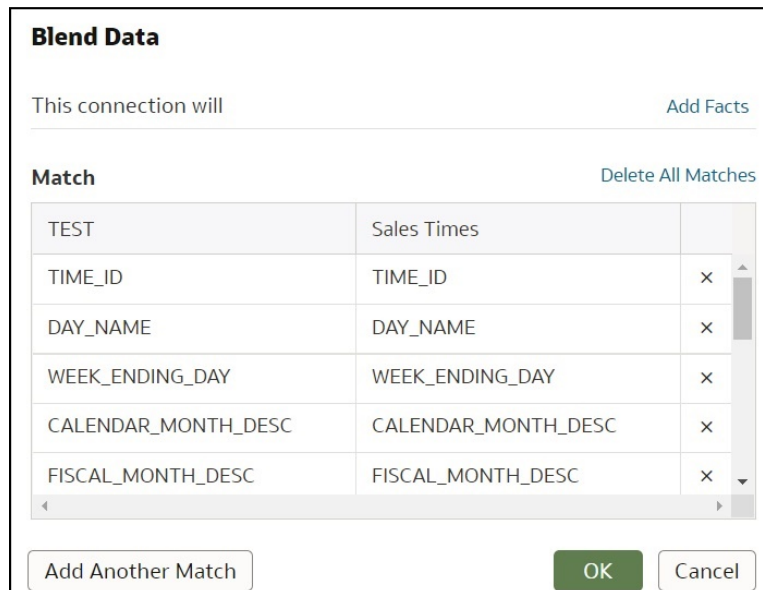 Blend Data
This connection will Add Facts
Match Delete All Matches
TEST Sales Times
TIME_ID TIME_ID ×
DAY_NAME DAY_NAME ×
WEEK_ENDING_DAY WEEK_ENDING_DAY ×
CALENDAR_MONTH_DESC CALENDAR_MONTH_DESC ×
FISCAL_MONTH_DESC FISCAL_MONTH_DESC ×
Add Another Match OK Cancel